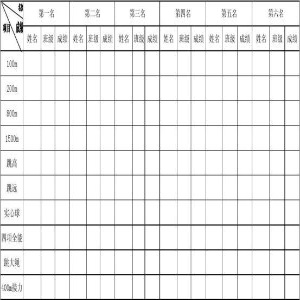 名次 第一名 第二名 第三名 第四名 第五名 第六名
成绩
项目 姓名 班级 成绩 姓名 班级 成绩 姓名 班级 成绩 姓名 班级 成绩 姓名 班级 成绩 姓名 班级 成绩
100m
200m
800m
1500m
跳高
跳远
实心球
四项全能
跳大绳
400m接力